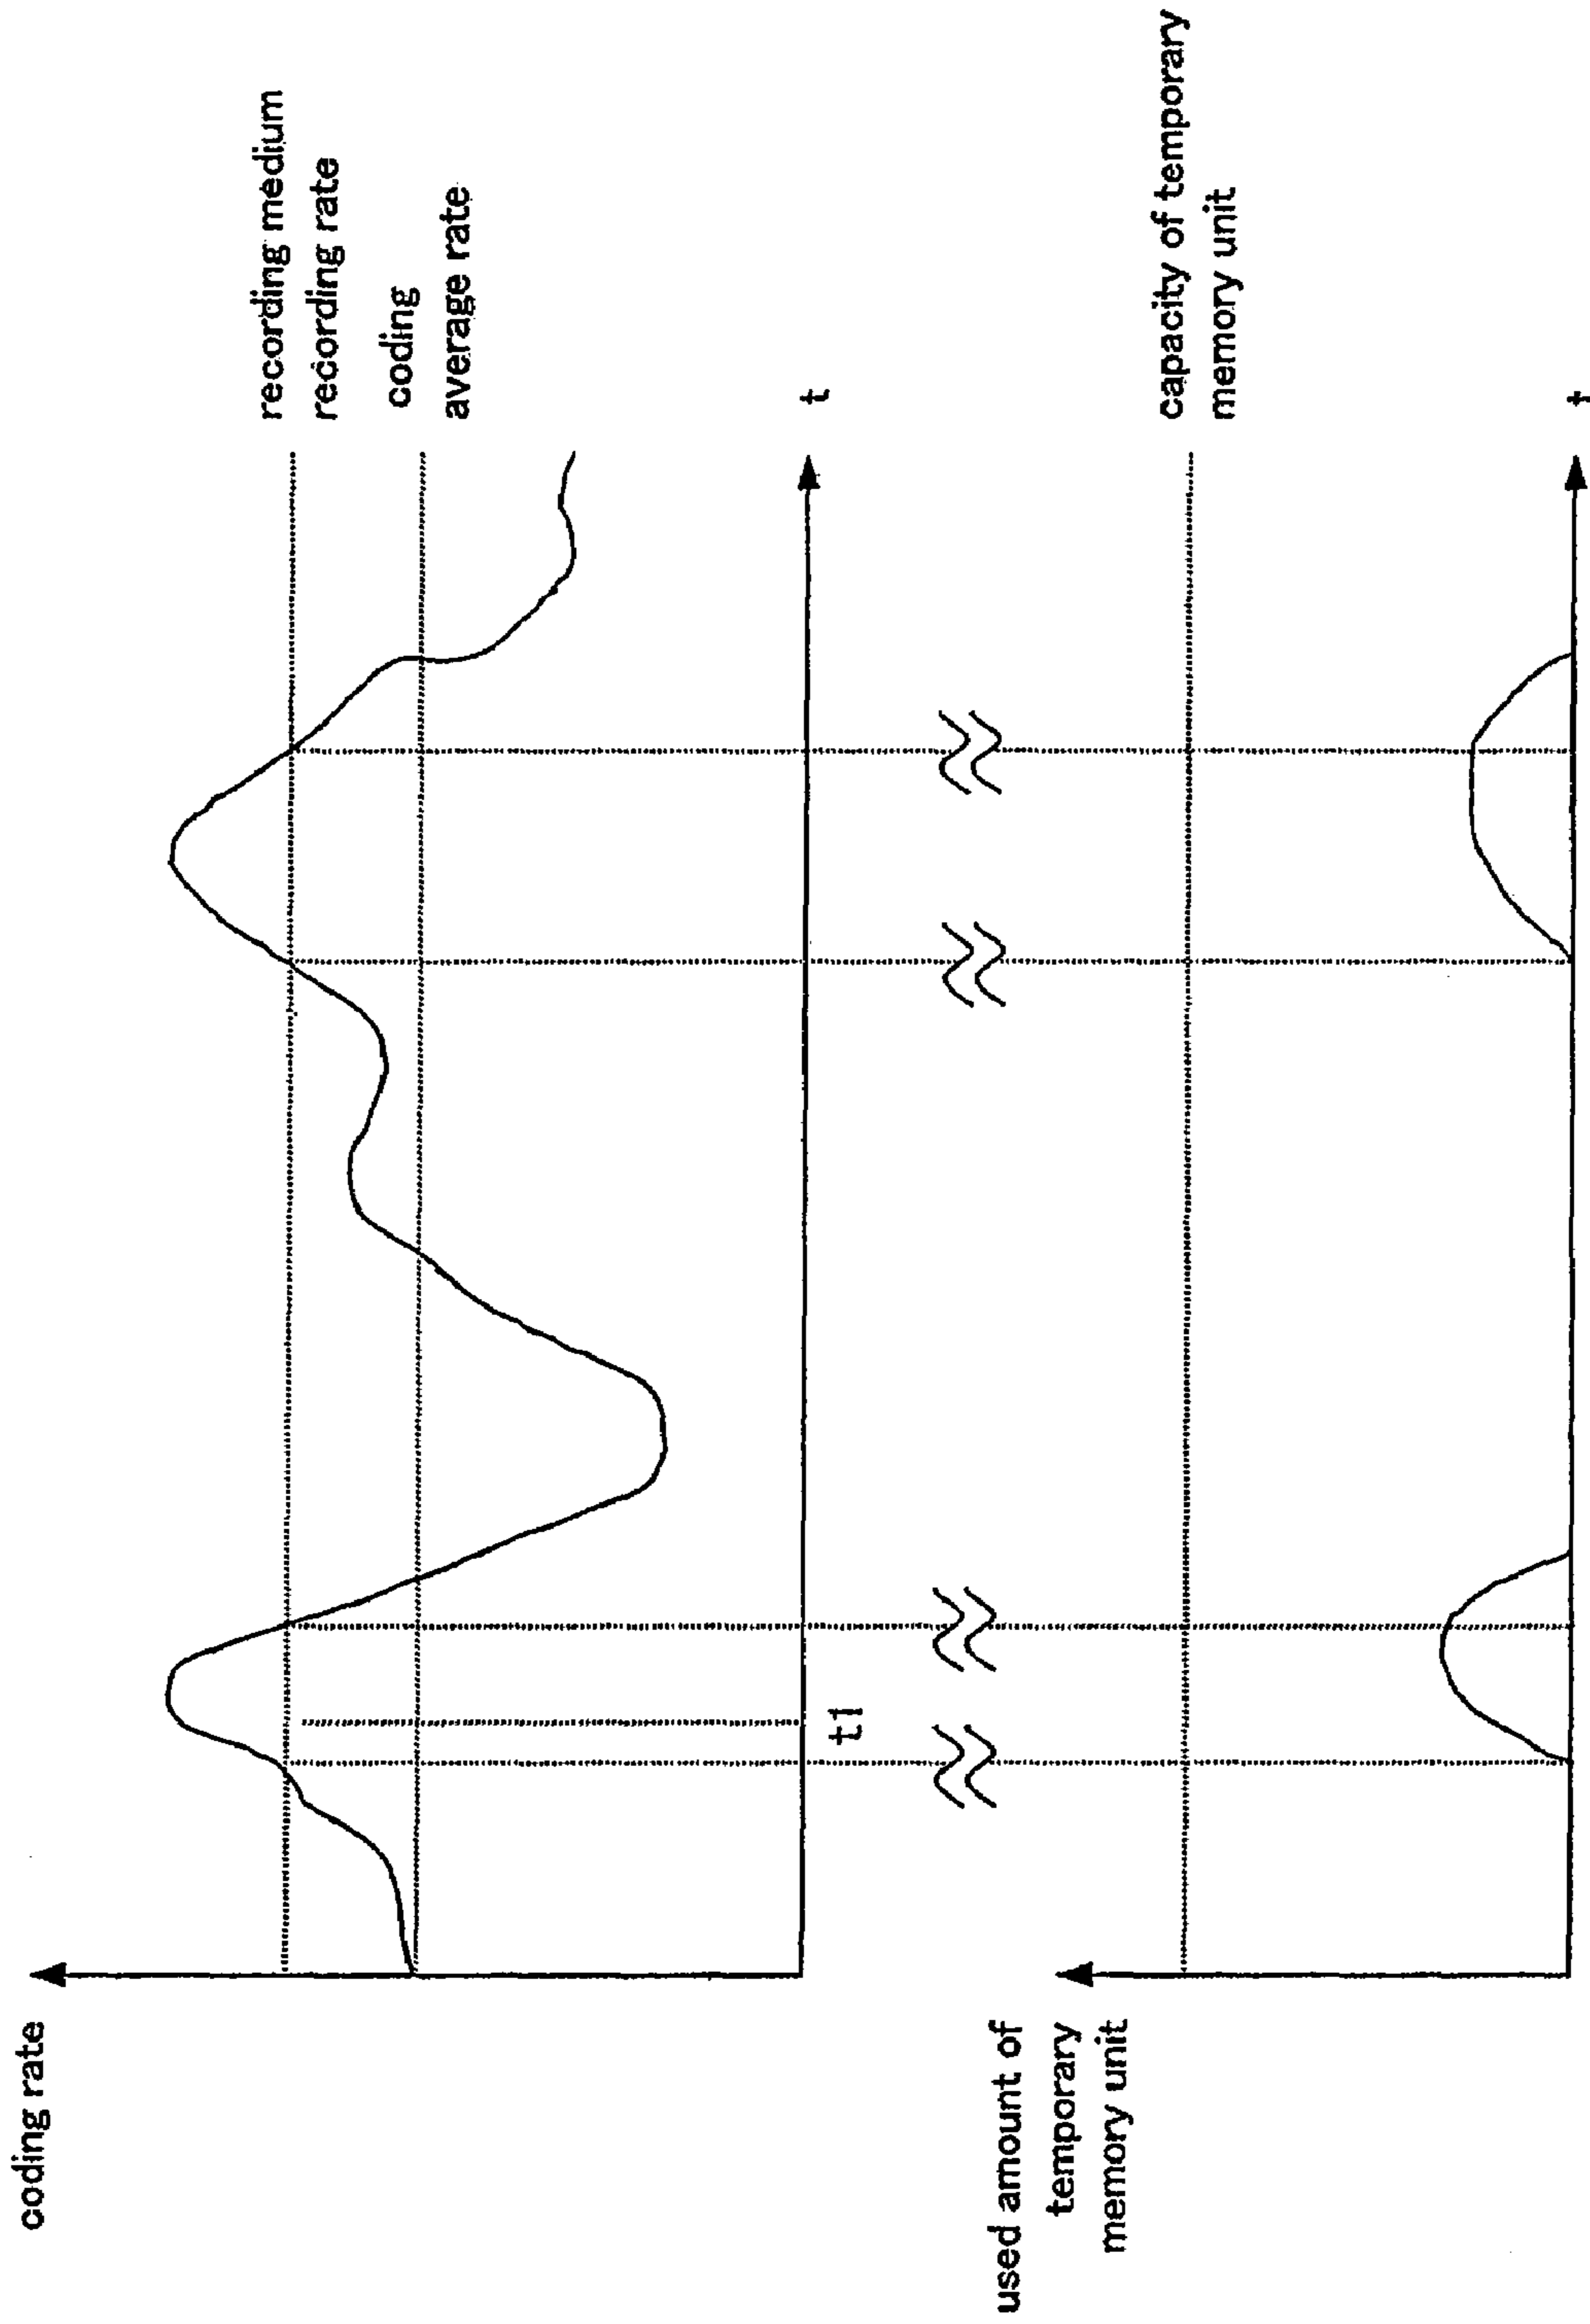 coding rate
recording medium
recording rate
coding
average rate
t
t1
used amount of
temporary
memory unit
capacity of temporary
memory unit
t